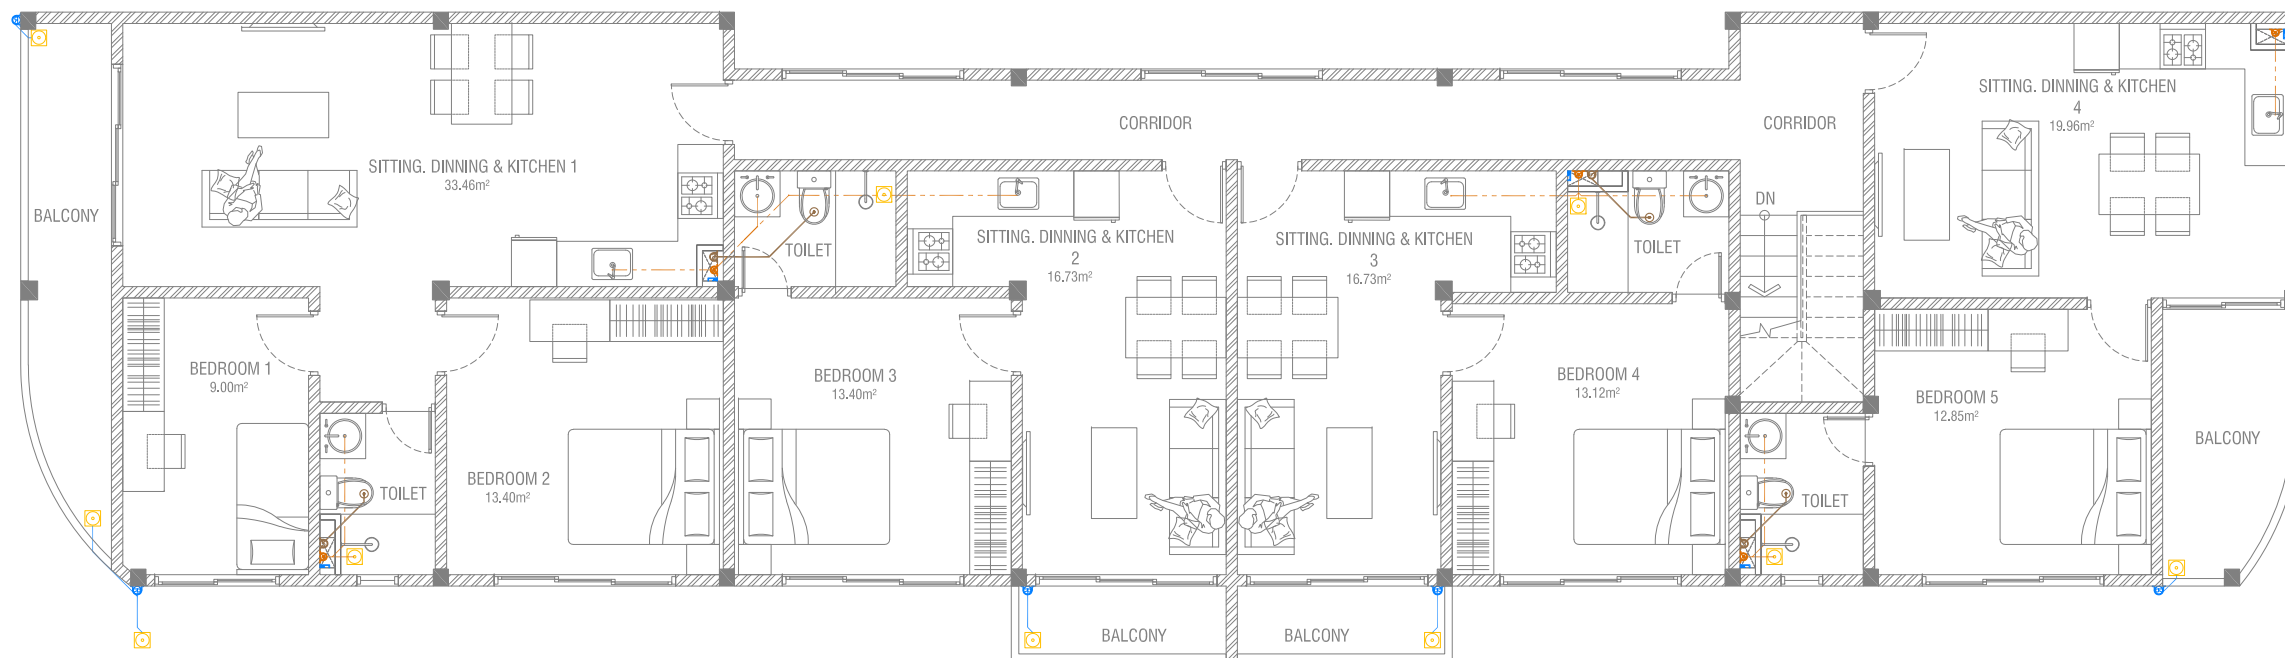 BALCONY
SITTING. DINNING & KITCHEN 1
33.46m²
BEDROOM 1
9.00m²
TOILET
BEDROOM 2
13.40m²
TOILET
BEDROOM 3
13.40m²
CORRIDOR
SITTING. DINNING & KITCHEN
2
16.73m²
BALCONY
SITTING. DINNING & KITCHEN
3
16.73m²
BALCONY
TOILET
BEDROOM 4
13.12m²
CORRIDOR
DN
TOILET
SITTING. DINNING & KITCHEN
4
19.96m²
BEDROOM 5
12.85m²
BALCONY